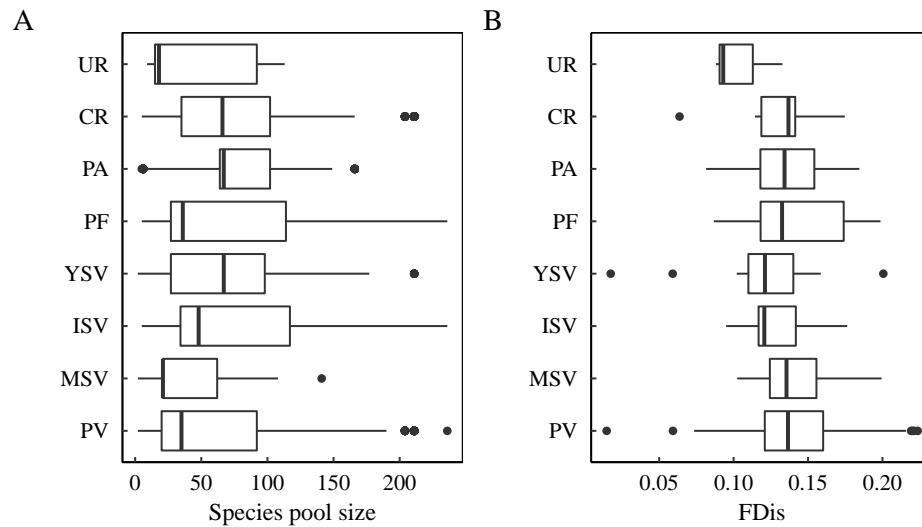 A
B
UR
CR
PA
PF
YSV
ISV
MSV
PV
0 50 100 150 200
Species pool size
UR
CR
PA
PF
YSV
ISV
MSV
PV
0.05 0.10 0.15 0.20
FDis